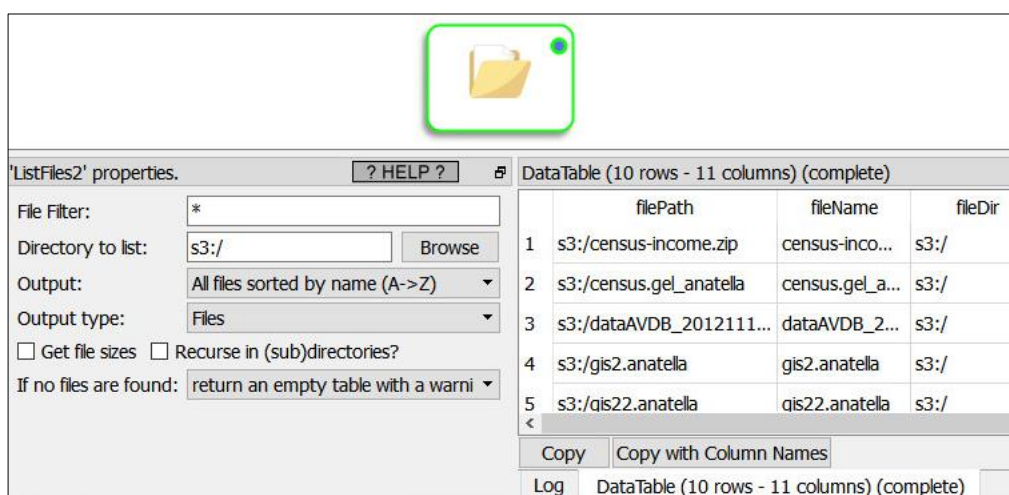 'ListFiles2' properties.
? HELP ?
File Filter:
*
Directory to list:
s3:/
Browse
Output:
All files sorted by name (A->Z)
Output type:
Files
Get file sizes
Recurse in (sub)directories?
If no files are found:
return an empty table with a warni
DataTable (10 rows - 11 columns) (complete)
filePath fileName fileDir
1 s3:/census-income.zip census-inco... s3:/
2 s3:/census.gel_anatella census.gel_a... s3:/
3 s3:/dataAVDB_2012111... dataAVDB_2... s3:/
4 s3:/gis2.anatella gis2.anatella s3:/
5 s3:/gis22.anatella gis22.anatella s3:/
Copy
Copy with Column Names
Log
DataTable (10 rows - 11 columns) (complete)